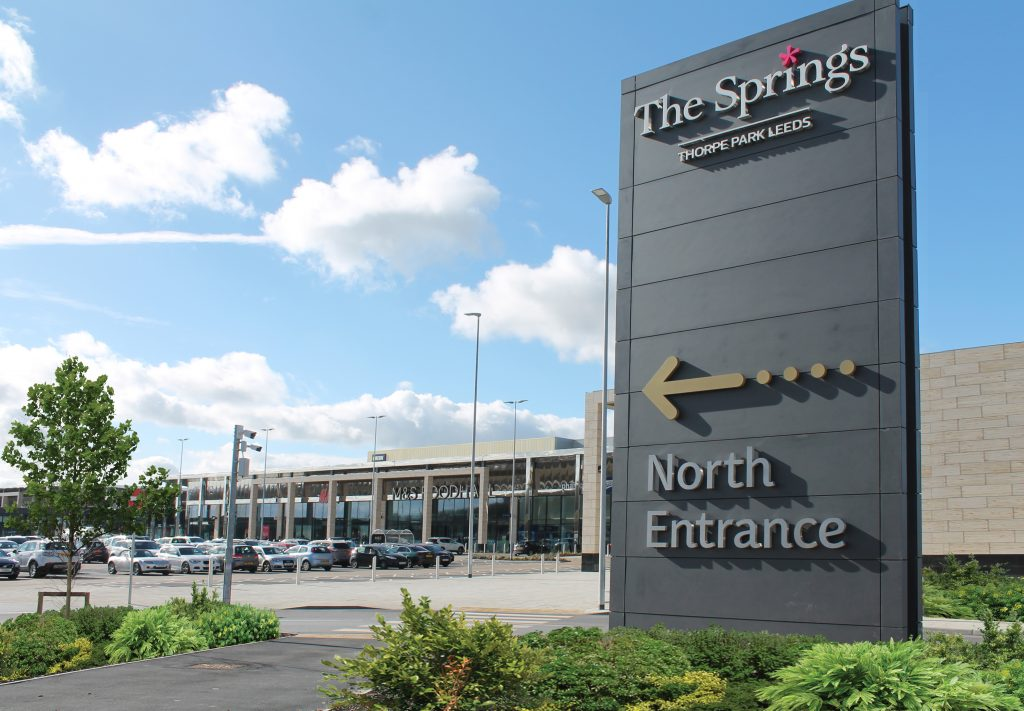 The Springs
THORPE PARK LEEDS
North
Entrance
M&S FOODHALL